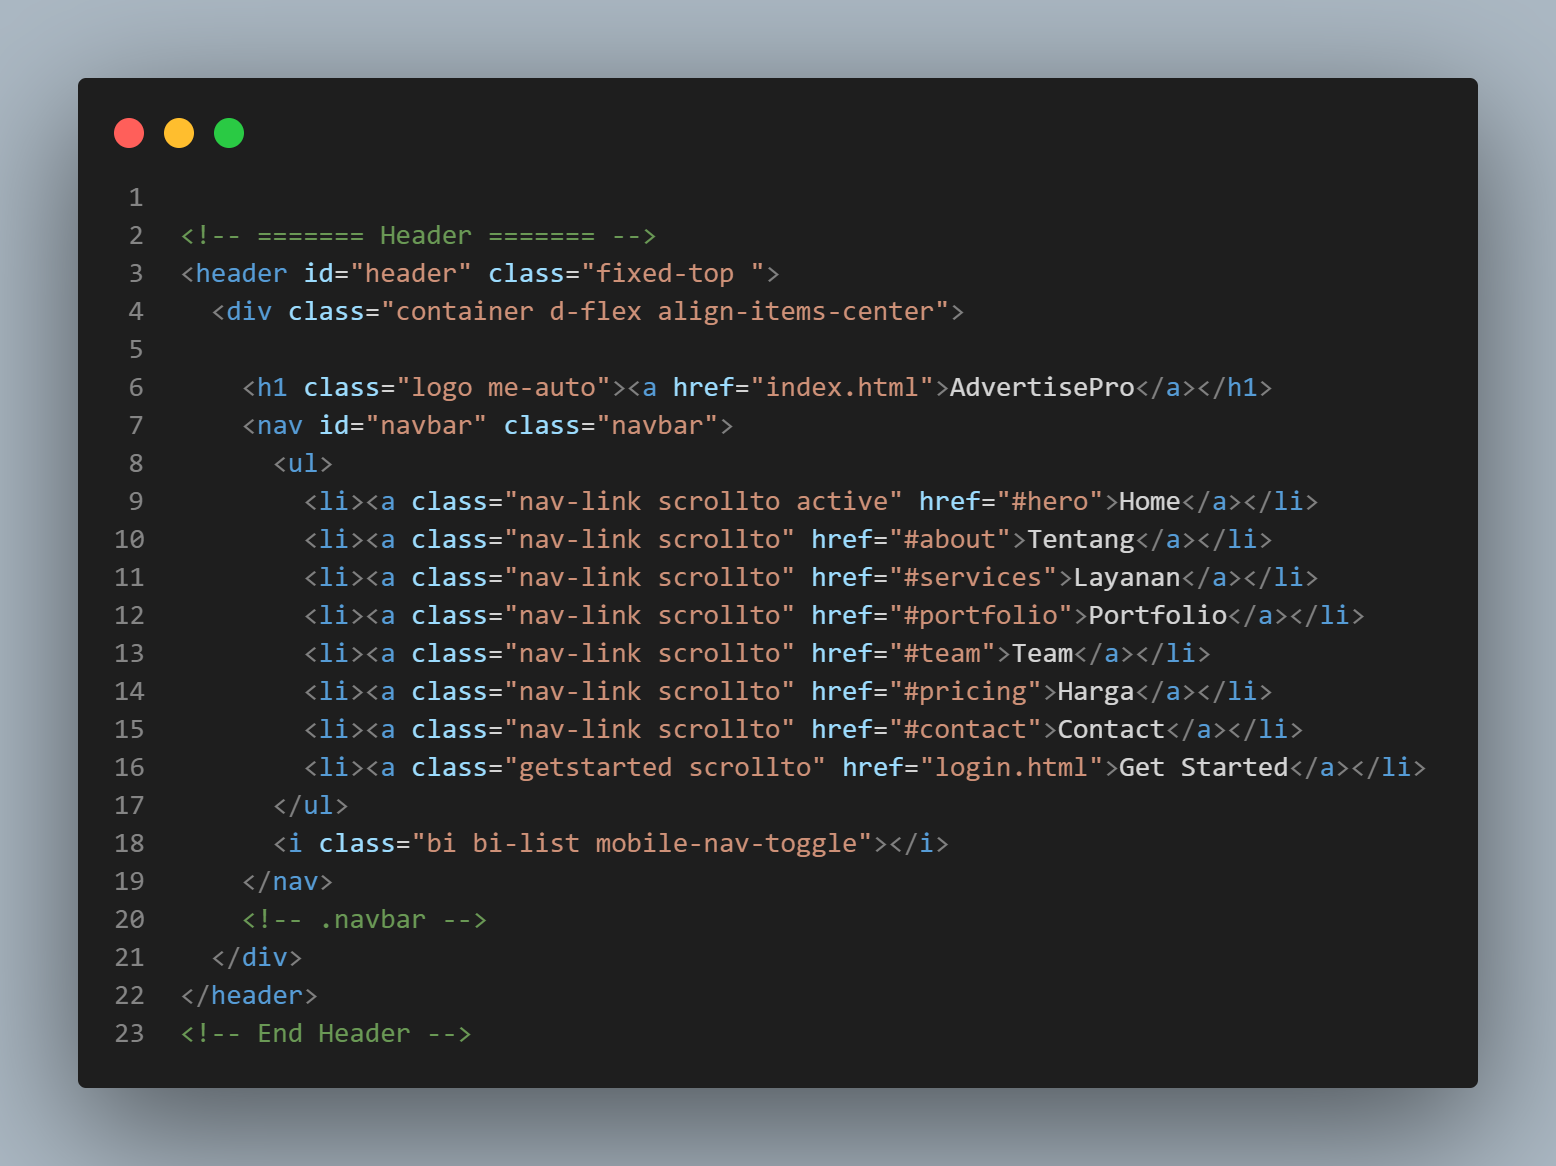 1
2 <!-- ======= Header ======= -->
3 <header id="header" class="fixed-top ">
4   <div class="container d-flex align-items-center">
5
6     <h1 class="logo me-auto"><a href="index.html">AdvertisePro</a></h1>
7     <nav id="navbar" class="navbar">
8       <ul>
9         <li><a class="nav-link scrollto active" href="#hero">Home</a></li>
10         <li><a class="nav-link scrollto" href="#about">Tentang</a></li>
11         <li><a class="nav-link scrollto" href="#services">Layanan</a></li>
12         <li><a class="nav-link scrollto" href="#portfolio">Portfolio</a></li>
13         <li><a class="nav-link scrollto" href="#team">Team</a></li>
14         <li><a class="nav-link scrollto" href="#pricing">Harga</a></li>
15         <li><a class="nav-link scrollto" href="#contact">Contact</a></li>
16         <li><a class="getstarted scrollto" href="login.html">Get Started</a></li>
17       </ul>
18       <i class="bi bi-list mobile-nav-toggle"></i>
19     </nav>
20     <!-- .navbar -->
21   </div>
22 </header>
23 <!-- End Header -->